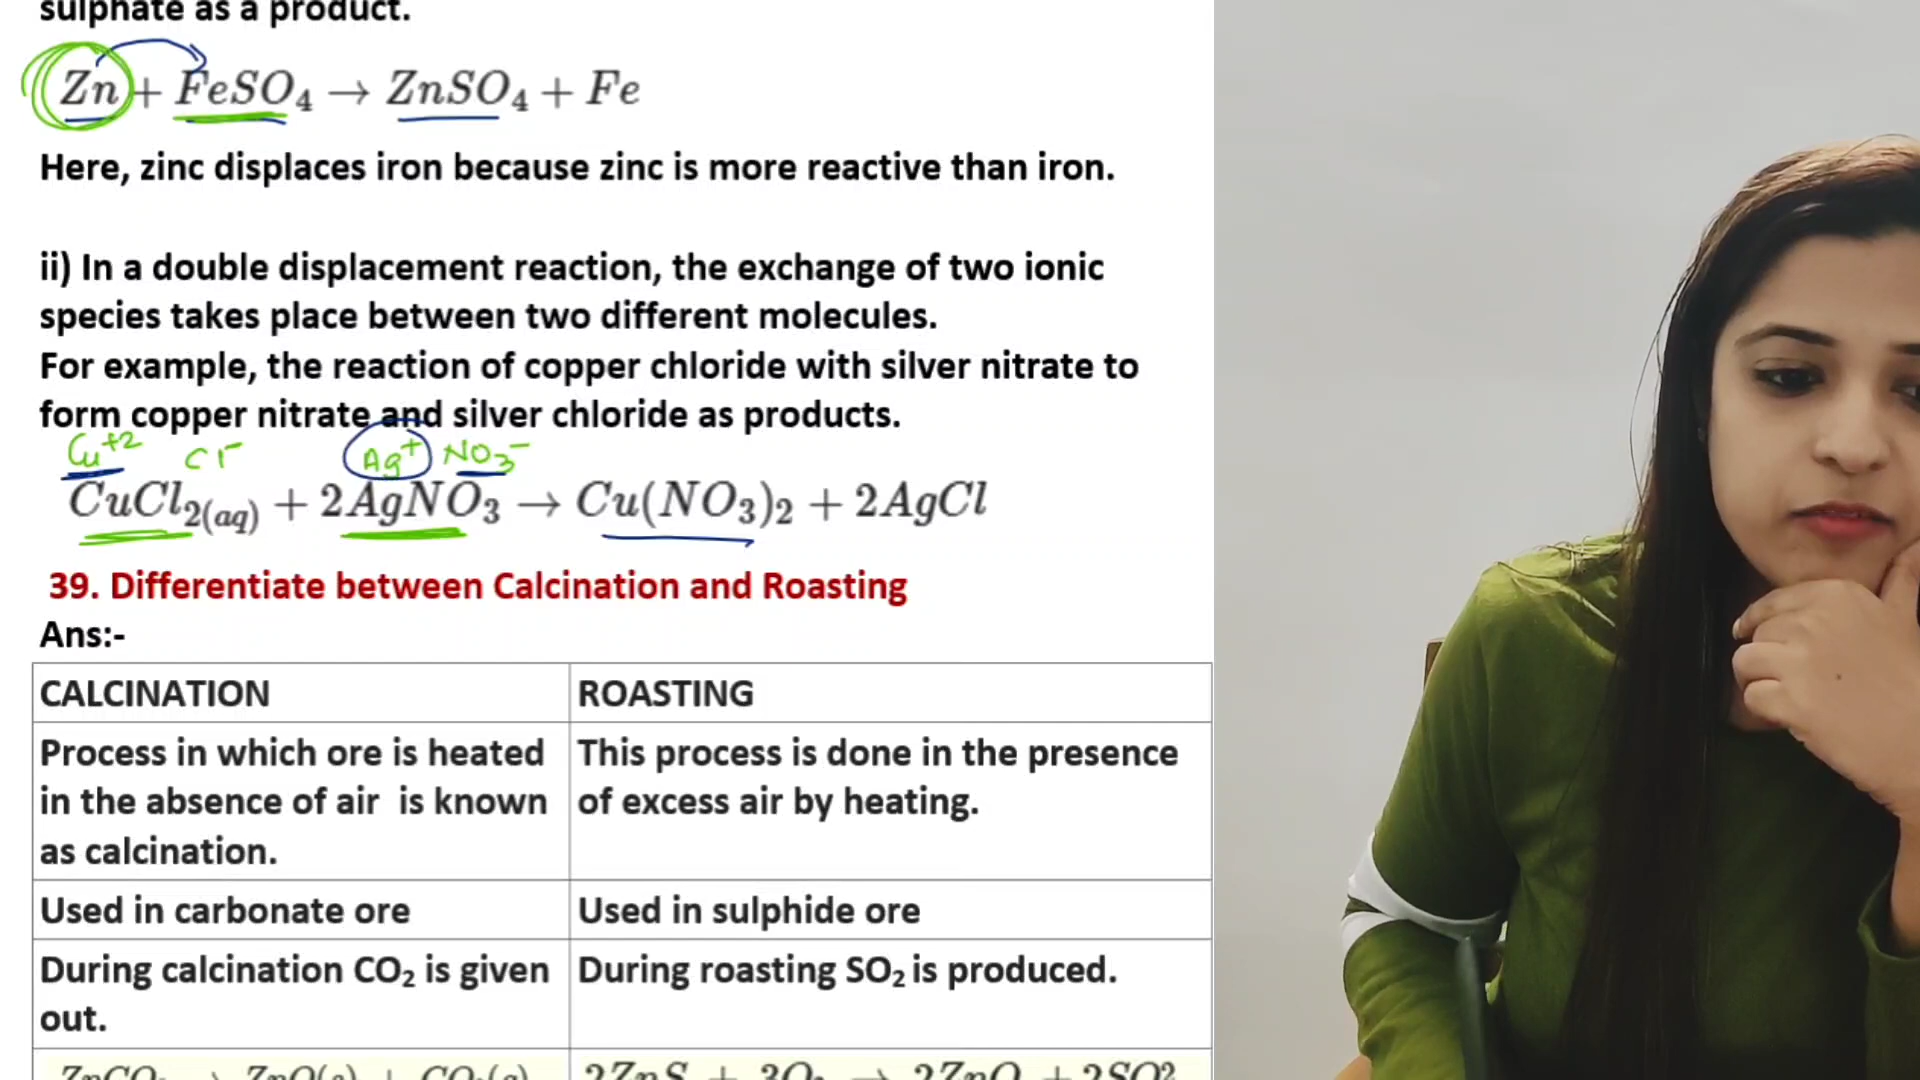 sulphate as a product.
Zn + FeSO₄ → ZnSO₄ + Fe
Here, zinc displaces iron because zinc is more reactive than iron.
ii) In a double displacement reaction, the exchange of two ionic
species takes place between two different molecules.
For example, the reaction of copper chloride with silver nitrate to
form copper nitrate and silver chloride as products.
Cu⁺² Cl⁻ Ag⁺ NO₃⁻
CuCl₂(aq) + 2AgNO₃ → Cu(NO₃)₂ + 2AgCl
39. Differentiate between Calcination and Roasting
Ans:-
CALCINATION ROASTING
Process in which ore is heated This process is done in the presence
in the absence of air is known of excess air by heating.
as calcination.
Used in carbonate ore Used in sulphide ore
During calcination CO₂ is given During roasting SO₂ is produced.
out.